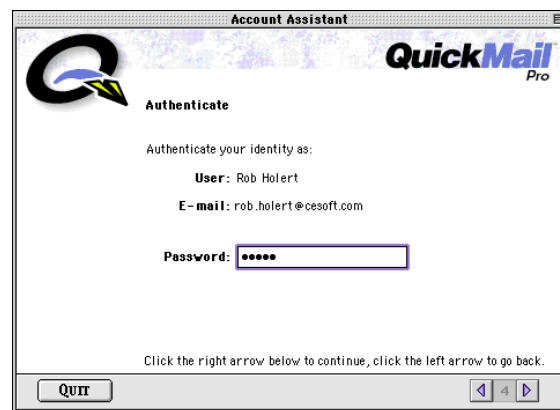 Account Assistant
QuickMail
Pro
Authenticate
Authenticate your identity as:
User: Rob Holert
E-mail: rob.holert@cesoft.com
Password: •••••
Click the right arrow below to continue, click the left arrow to go back.
Quit
4